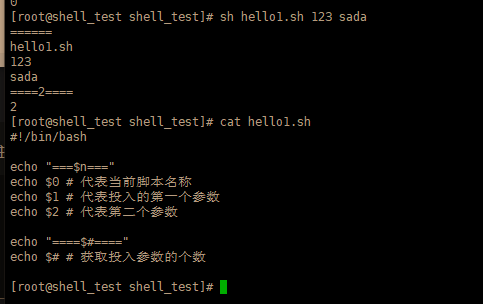 0
[root@shell_test shell_test]# sh hello1.sh 123 sada
======
hello1.sh
123
sada
====2====
2
[root@shell_test shell_test]# cat hello1.sh
#!/bin/bash
echo "===$n==="
echo $0 # 代表当前脚本名称
echo $1 # 代表投入的第一个参数
echo $2 # 代表第二个参数
echo "====$#===="
echo $# # 获取投入参数的个数
[root@shell_test shell_test]#